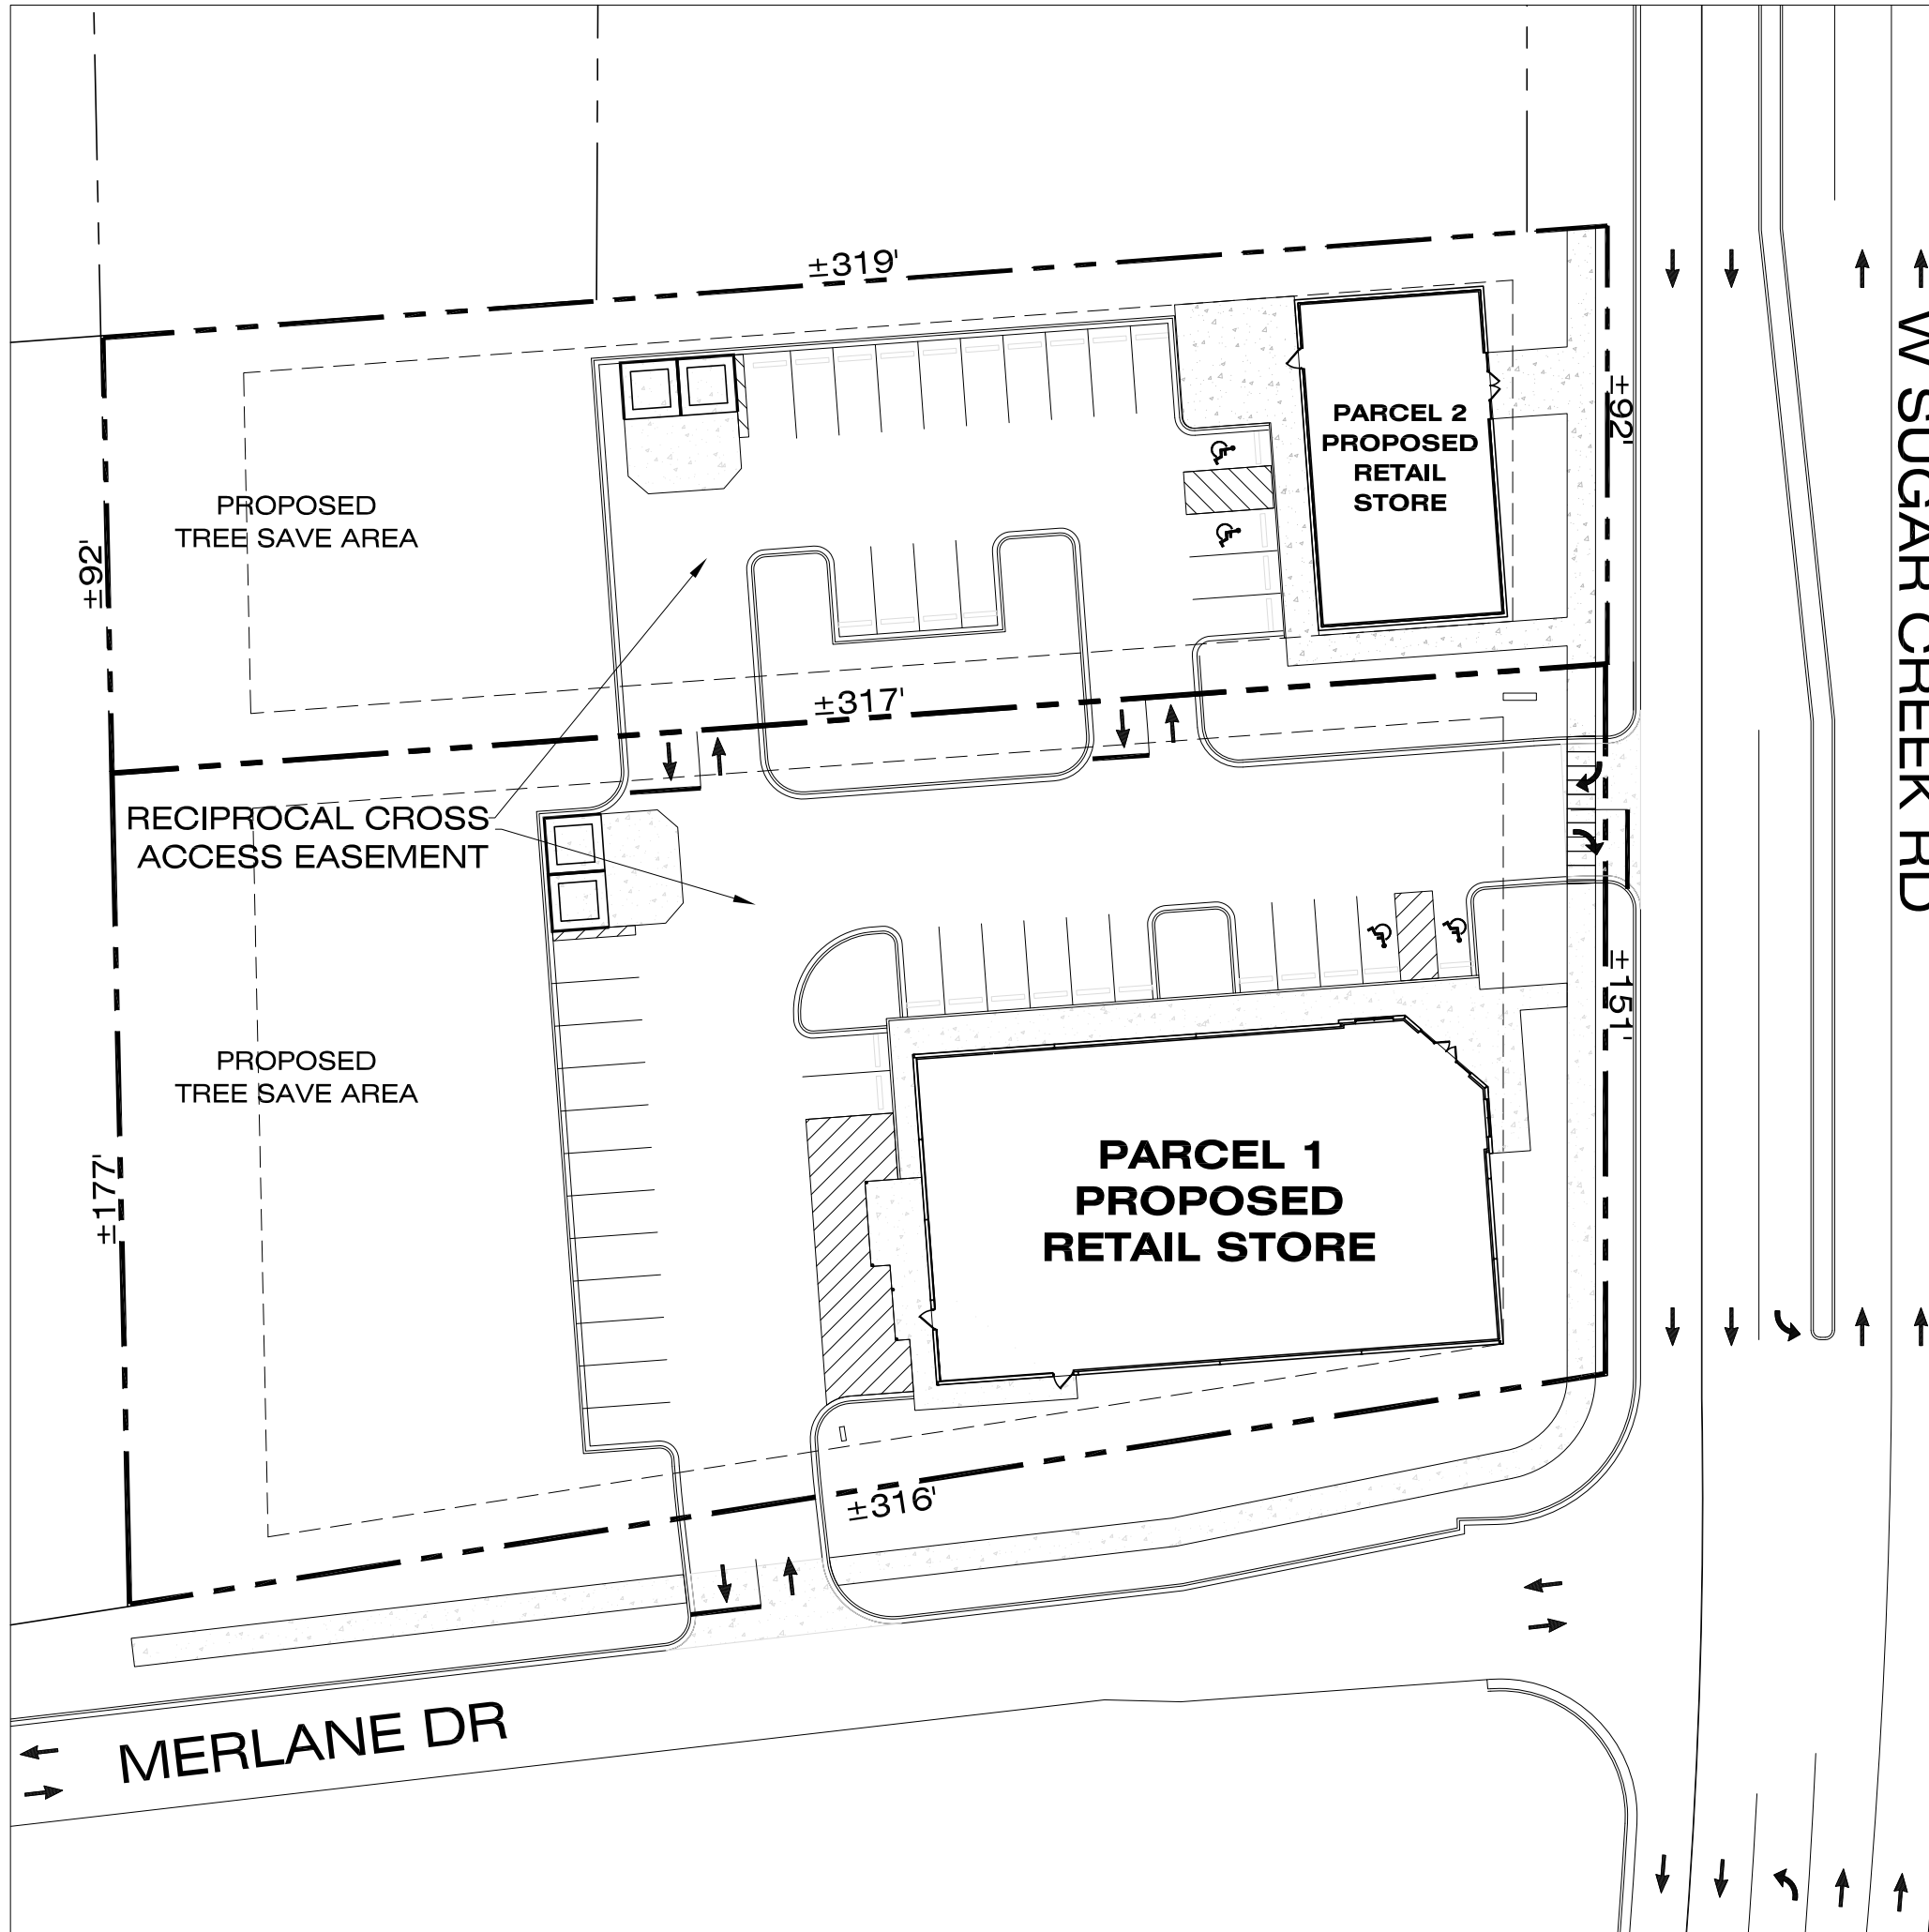 ±319'
W SUGAR CREEK RD
±92'
PARCEL 2
PROPOSED
RETAIL
STORE
PROPOSED
TREE SAVE AREA
±92'
±317'
RECIPROCAL CROSS
ACCESS EASEMENT
±151'
PROPOSED
TREE SAVE AREA
±177'
PARCEL 1
PROPOSED
RETAIL STORE
±316'
MERLANE DR